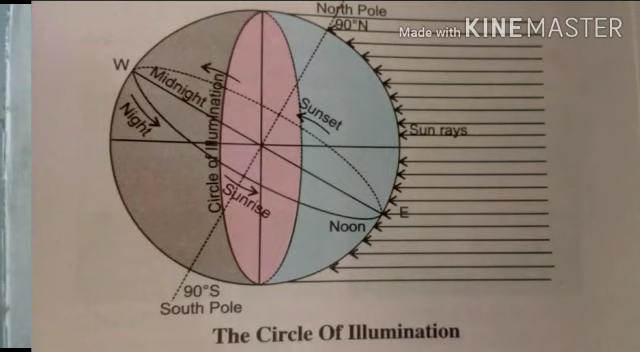 North Pole
90°N
Made with KINEMASTER
W
Midnight
Night
Circle of Illumination
Sunset
Sun rays
Sunrise
E
Noon
90°S
South Pole
The Circle Of Illumination